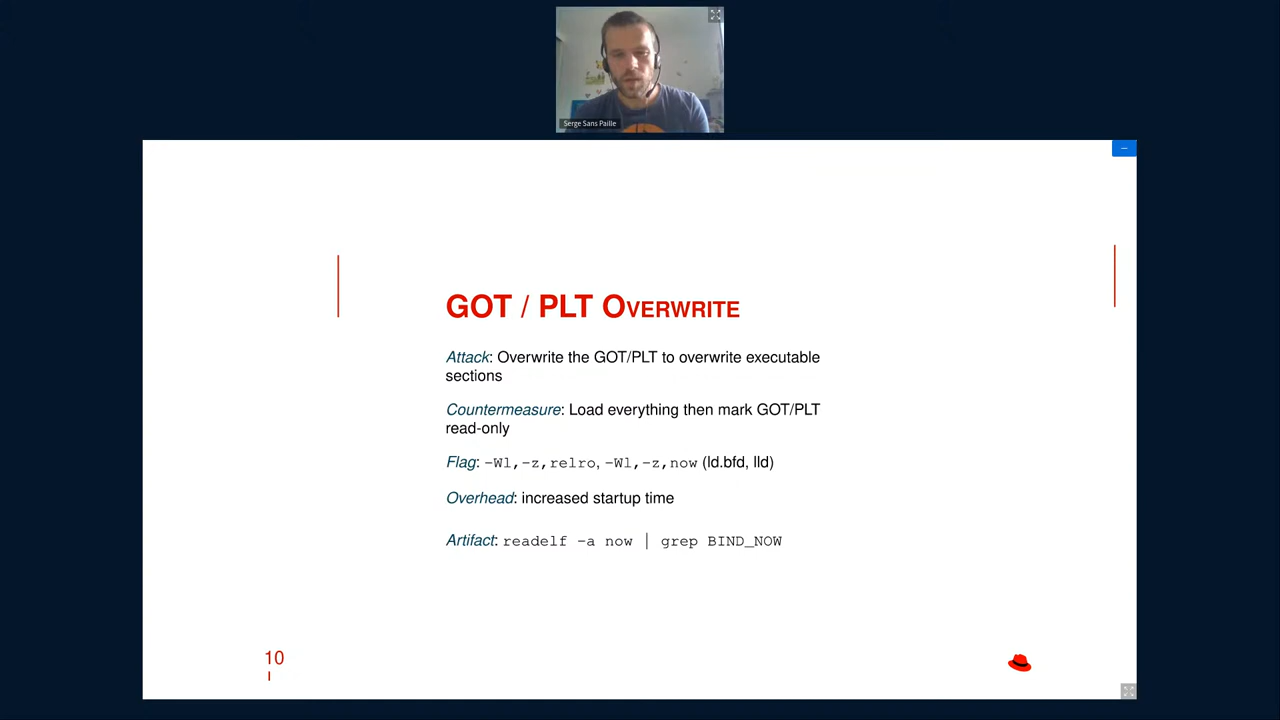 Serge Sans Paille
GOT / PLT OVERWRITE
Attack: Overwrite the GOT/PLT to overwrite executable
sections
Countermeasure: Load everything then mark GOT/PLT
read-only
Flag: -Wl,-z,relro, -Wl,-z,now (ld.bfd, lld)
Overhead: increased startup time
Artifact: readelf -a now | grep BIND_NOW
10